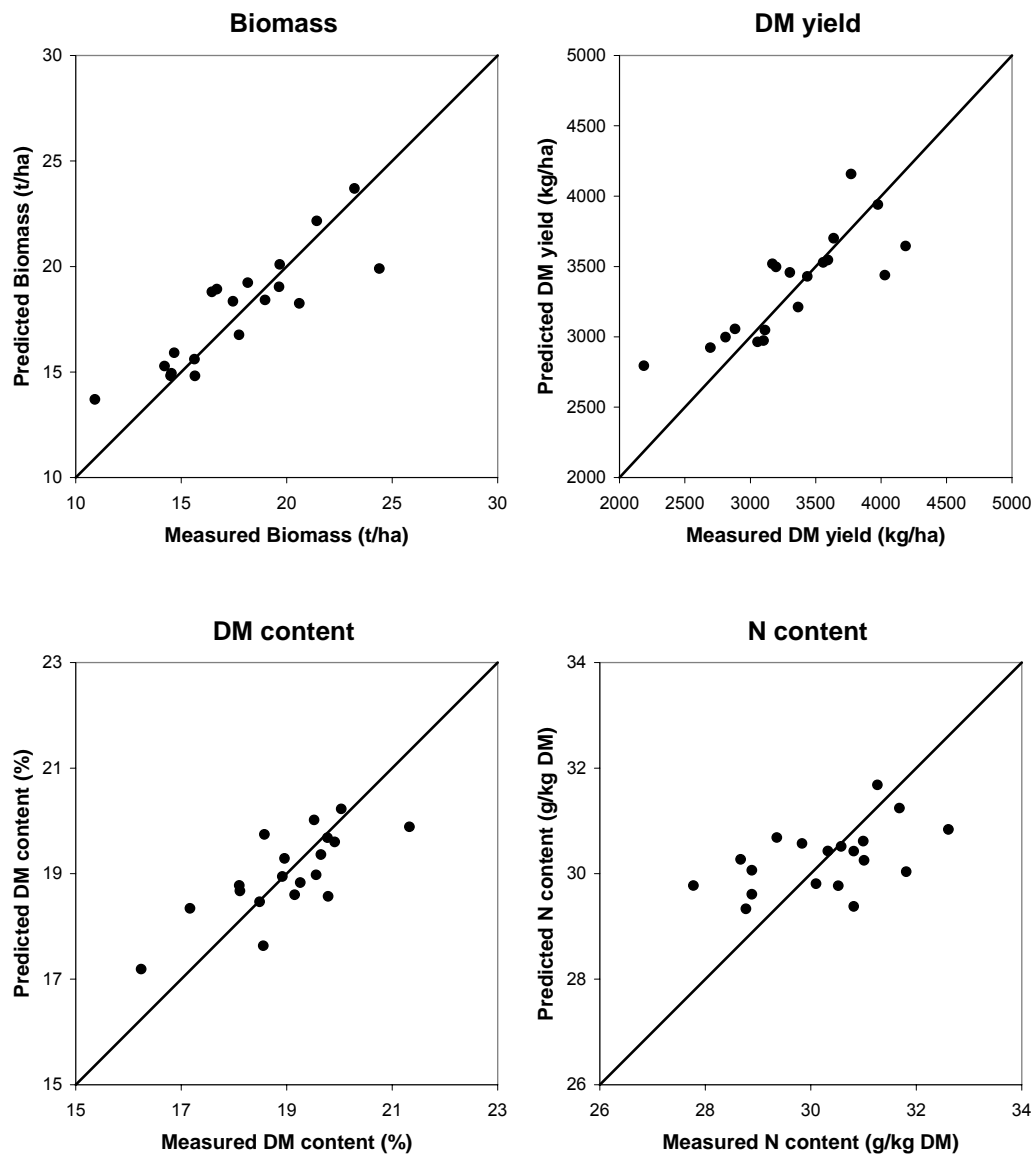 Biomass
30
25
20
15
10
10 15 20 25 30
Predicted Biomass (t/ha)
Measured Biomass (t/ha)
DM yield
5000
4500
4000
3500
3000
2500
2000
2000 2500 3000 3500 4000 4500 5000
Predicted DM yield (kg/ha)
Measured DM yield (kg/ha)
DM content
23
21
19
17
15
15 17 19 21 23
Predicted DM content (%)
Measured DM content (%)
N content
34
32
30
28
26
26 28 30 32 34
Predicted N content (g/kg DM)
Measured N content (g/kg DM)